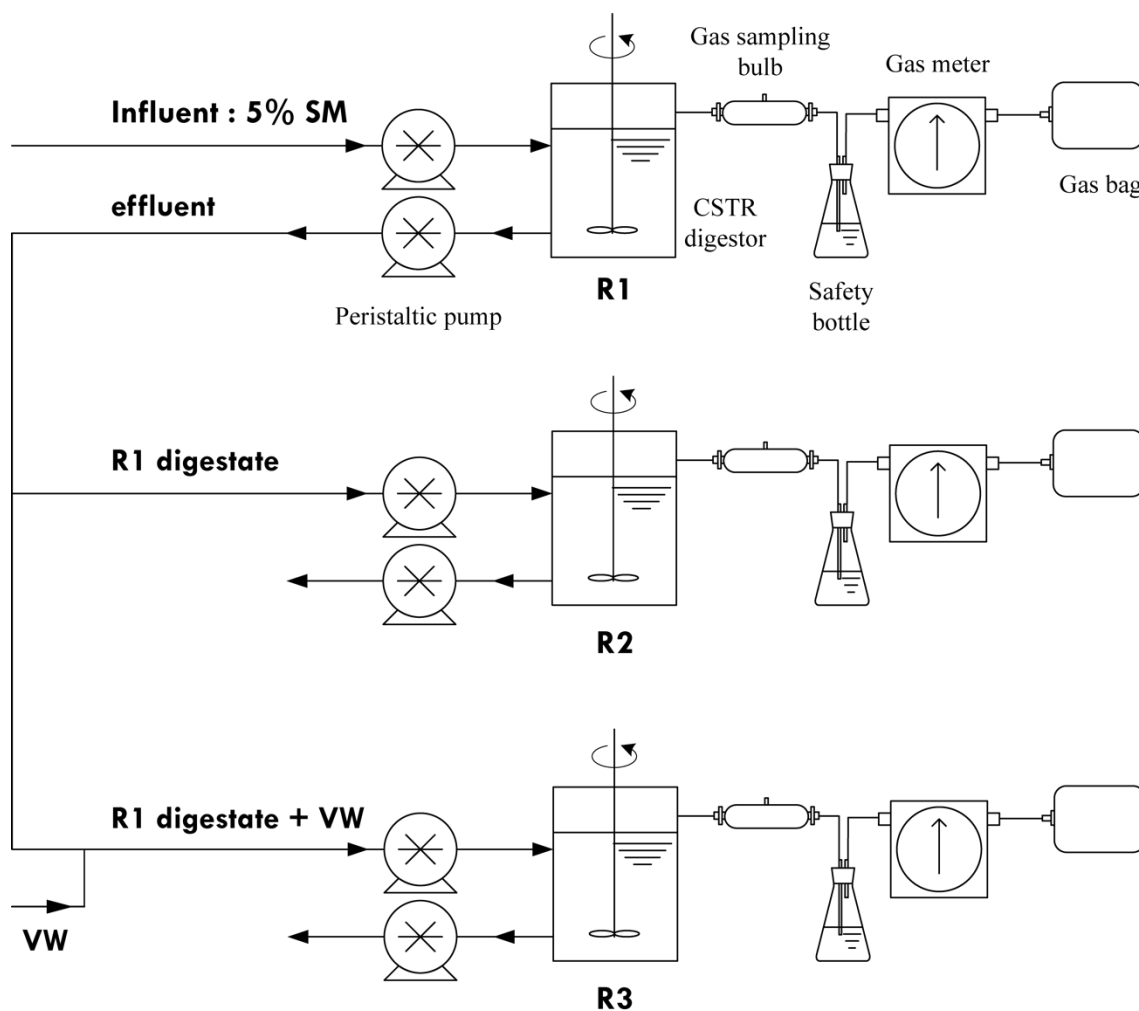 Gas sampling
bulb
Gas meter
Influent : 5% SM
Gas bag
effluent
CSTR
digestor
R1
Safety
bottle
Peristaltic pump
R1 digestate
R2
R1 digestate + VW
VW
R3